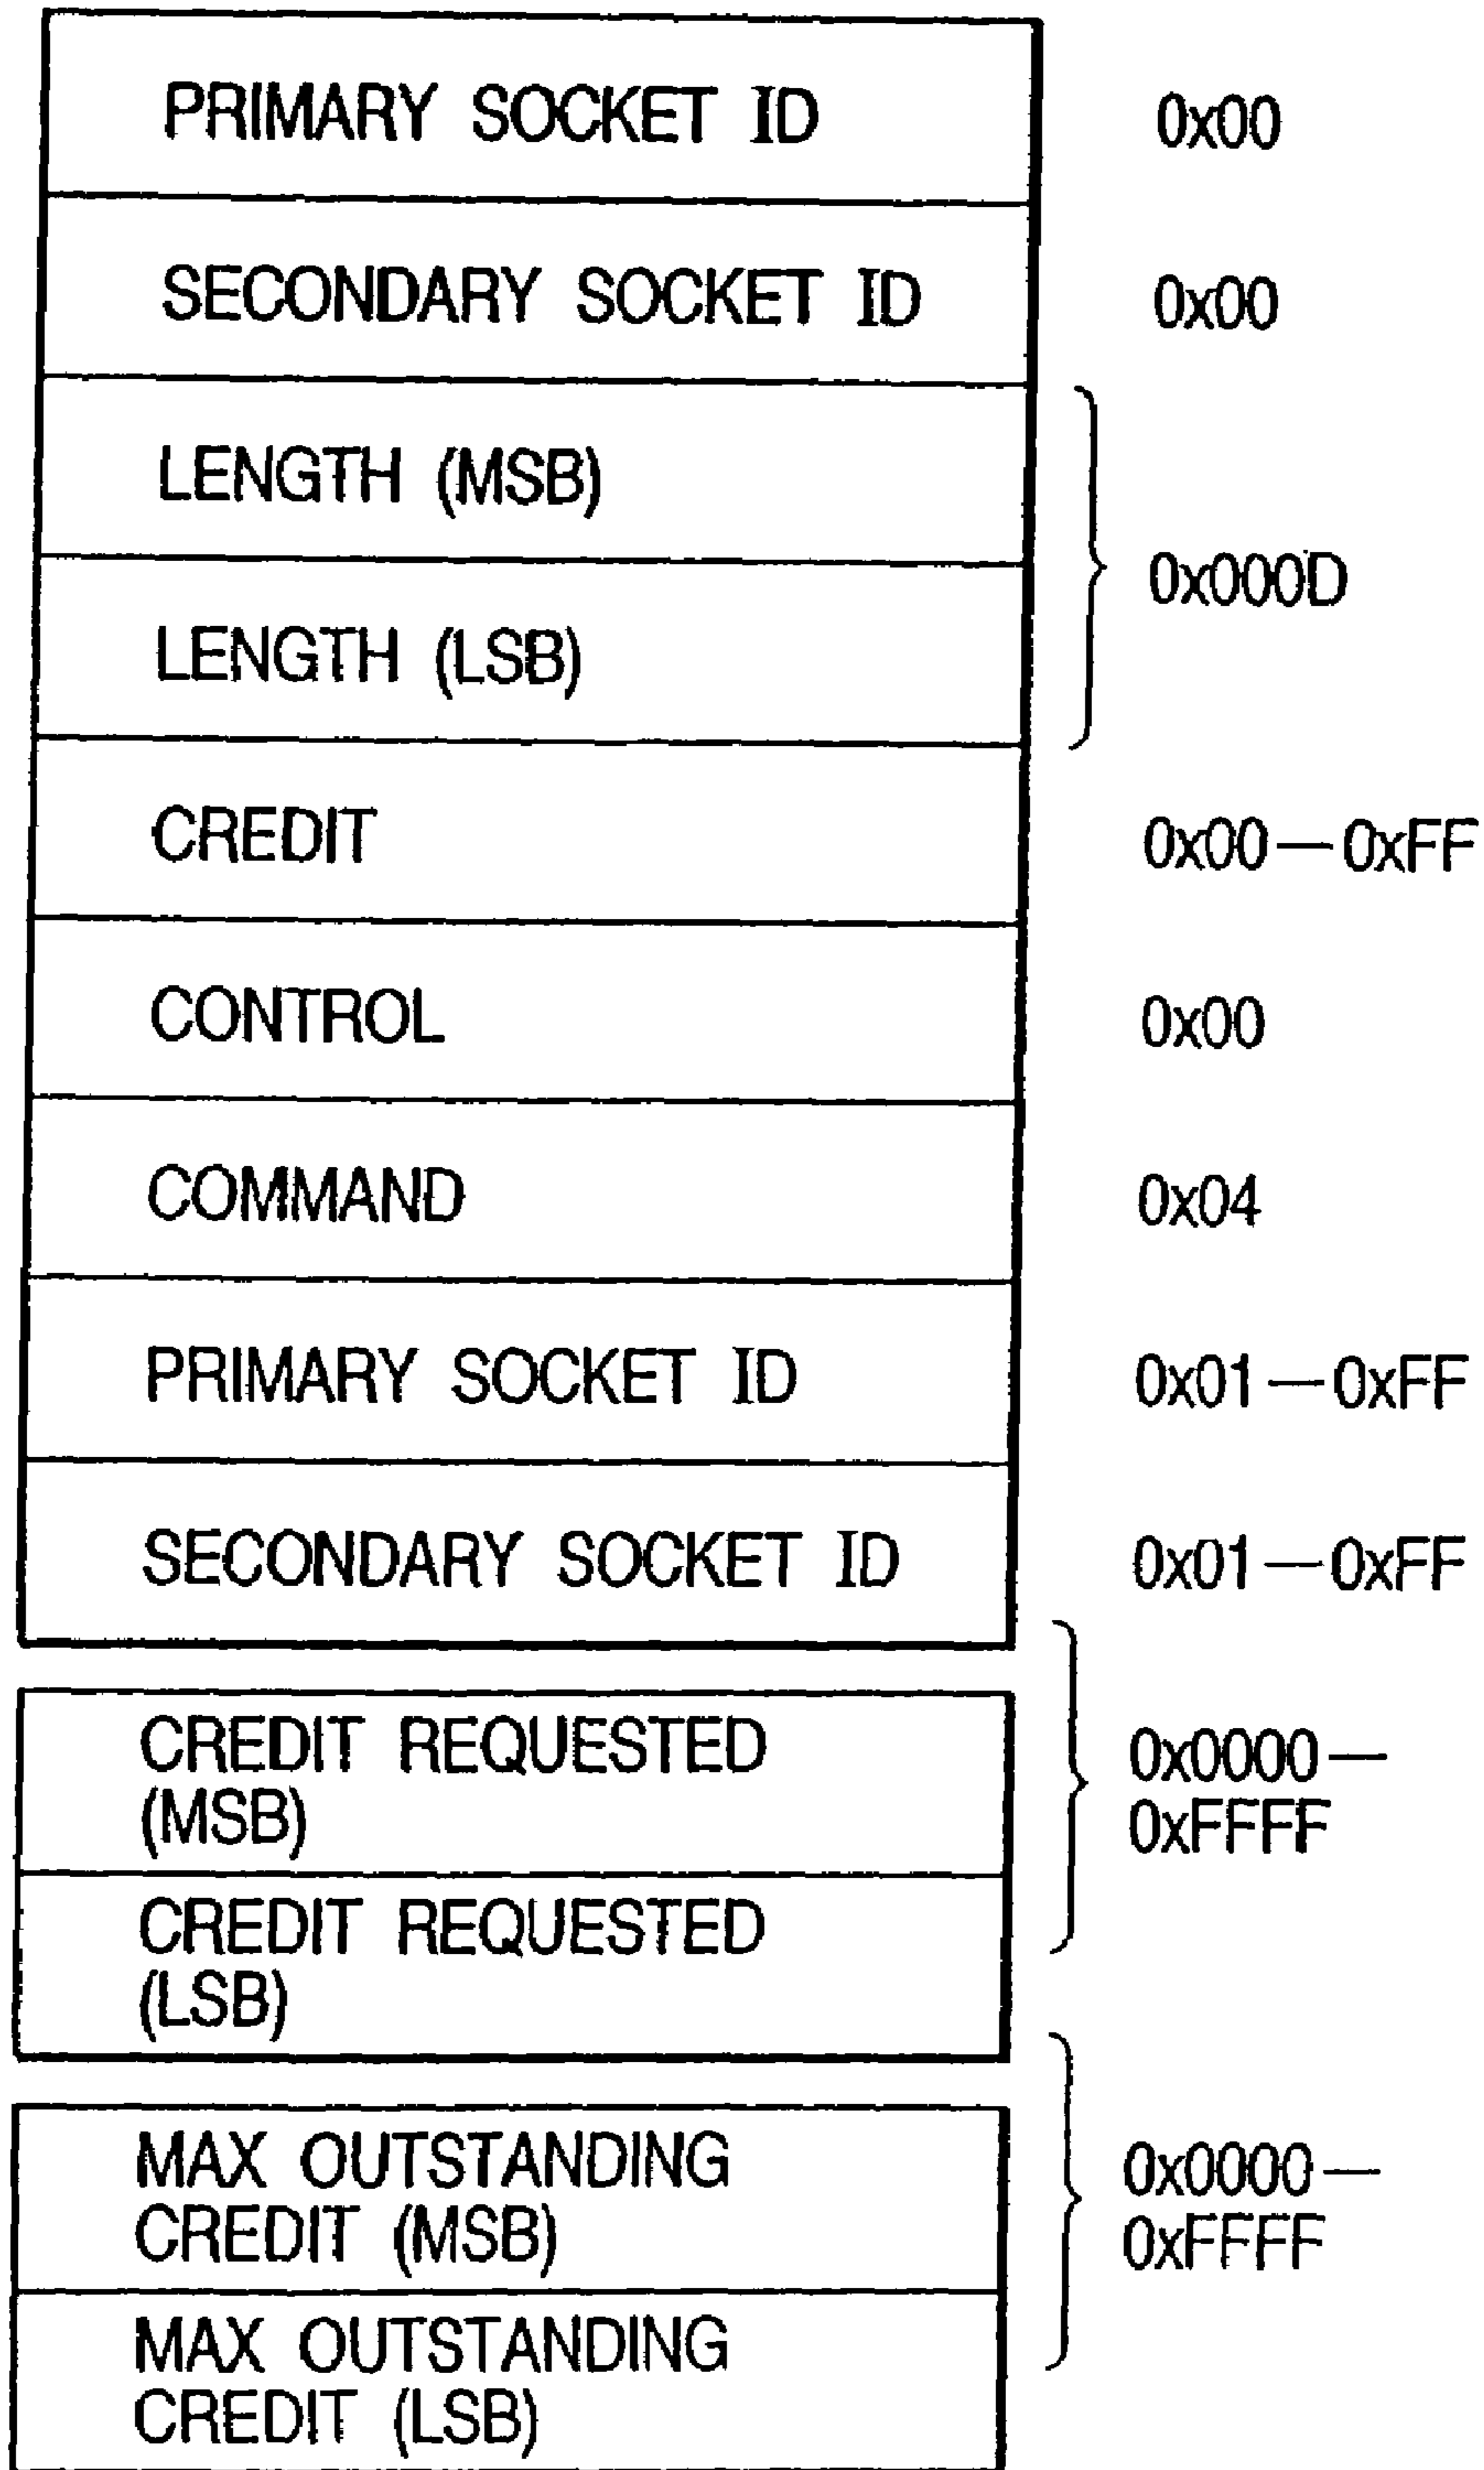 PRIMARY SOCKET ID 0x00
SECONDARY SOCKET ID 0x00
LENGTH (MSB)
0x000D
LENGTH (LSB)
CREDIT 0x00—0xFF
CONTROL 0x00
COMMAND 0x04
PRIMARY SOCKET ID 0x01—0xFF
SECONDARY SOCKET ID 0x01—0xFF
CREDIT REQUESTED 0x0000—
(MSB) 0xFFFF
CREDIT REQUESTED
(LSB)
MAX OUTSTANDING 0x0000—
CREDIT (MSB) 0xFFFF
MAX OUTSTANDING
CREDIT (LSB)